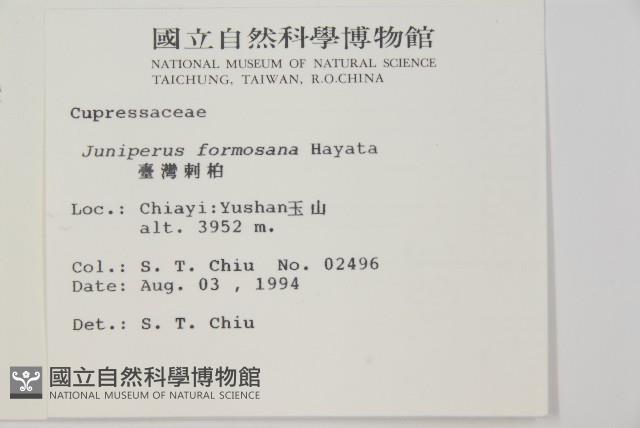 國立自然科學博物館
NATIONAL MUSEUM OF NATURAL SCIENCE
TAICHUNG, TAIWAN, R.O.CHINA
Cupressaceae
Juniperus formosana Hayata
臺灣刺柏
Loc.: Chiayi:Yushan玉山
alt. 3952 m.
Col.: S. T. Chiu No. 02496
Date: Aug. 03 , 1994
Det.: S. T. Chiu
國立自然科學博物館
NATIONAL MUSEUM OF NATURAL SCIENCE